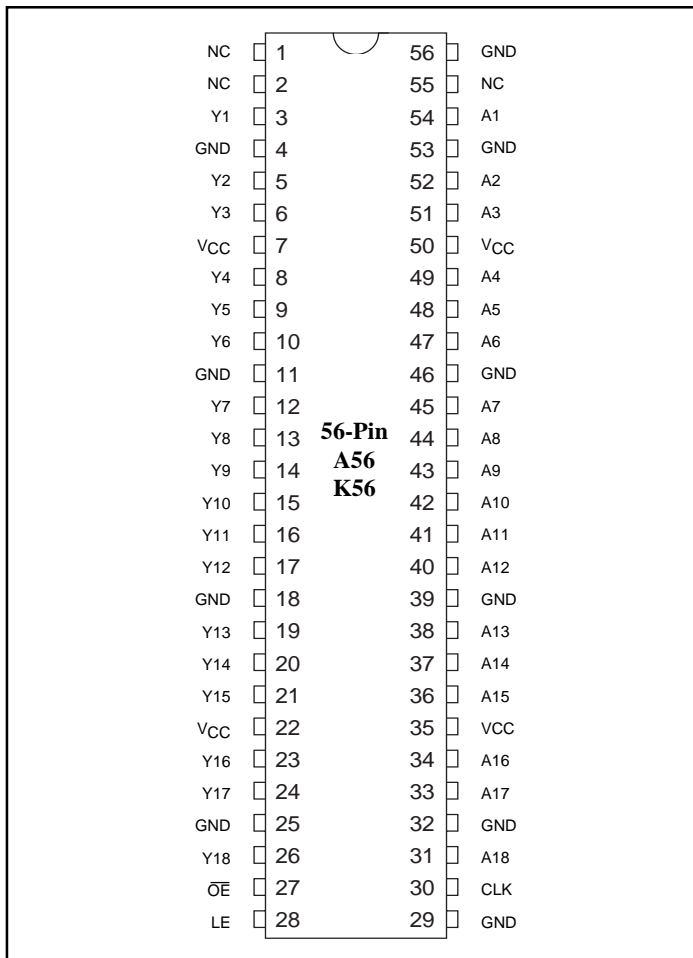 NC 1 56 GND
NC 2 55 NC
Y1 3 54 A1
GND 4 53 GND
Y2 5 52 A2
Y3 6 51 A3
VCC 7 50 VCC
Y4 8 49 A4
Y5 9 48 A5
Y6 10 47 A6
GND 11 46 GND
Y7 12 45 A7
Y8 13 56-Pin 44 A8
Y9 14 A56 43 A9
Y10 15 K56 42 A10
Y11 16 41 A11
Y12 17 40 A12
GND 18 39 GND
Y13 19 38 A13
Y14 20 37 A14
Y15 21 36 A15
VCC 22 35 VCC
Y16 23 34 A16
Y17 24 33 A17
GND 25 32 GND
Y18 26 31 A18
O̅E̅ 27 30 CLK
LE 28 29 GND